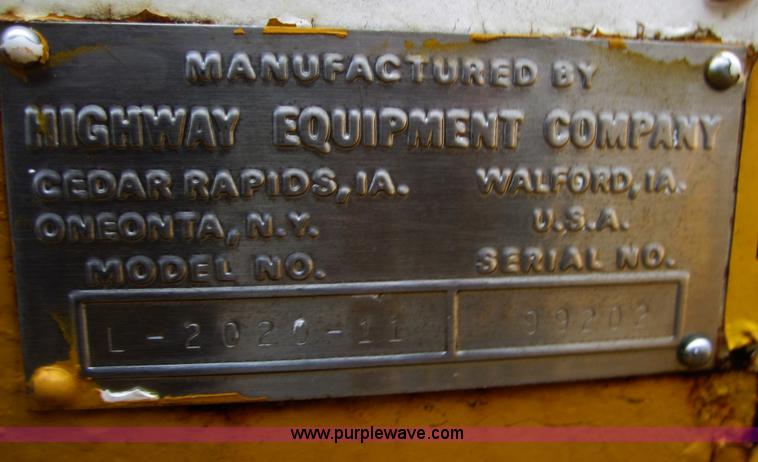 MANUFACTURED BY
HIGHWAY EQUIPMENT COMPANY
CEDAR RAPIDS, IA. WALFORD, IA.
ONEONTA, N.Y. U.S.A.
MODEL NO. SERIAL NO.
L-2020-11 99202
www.purplewave.com